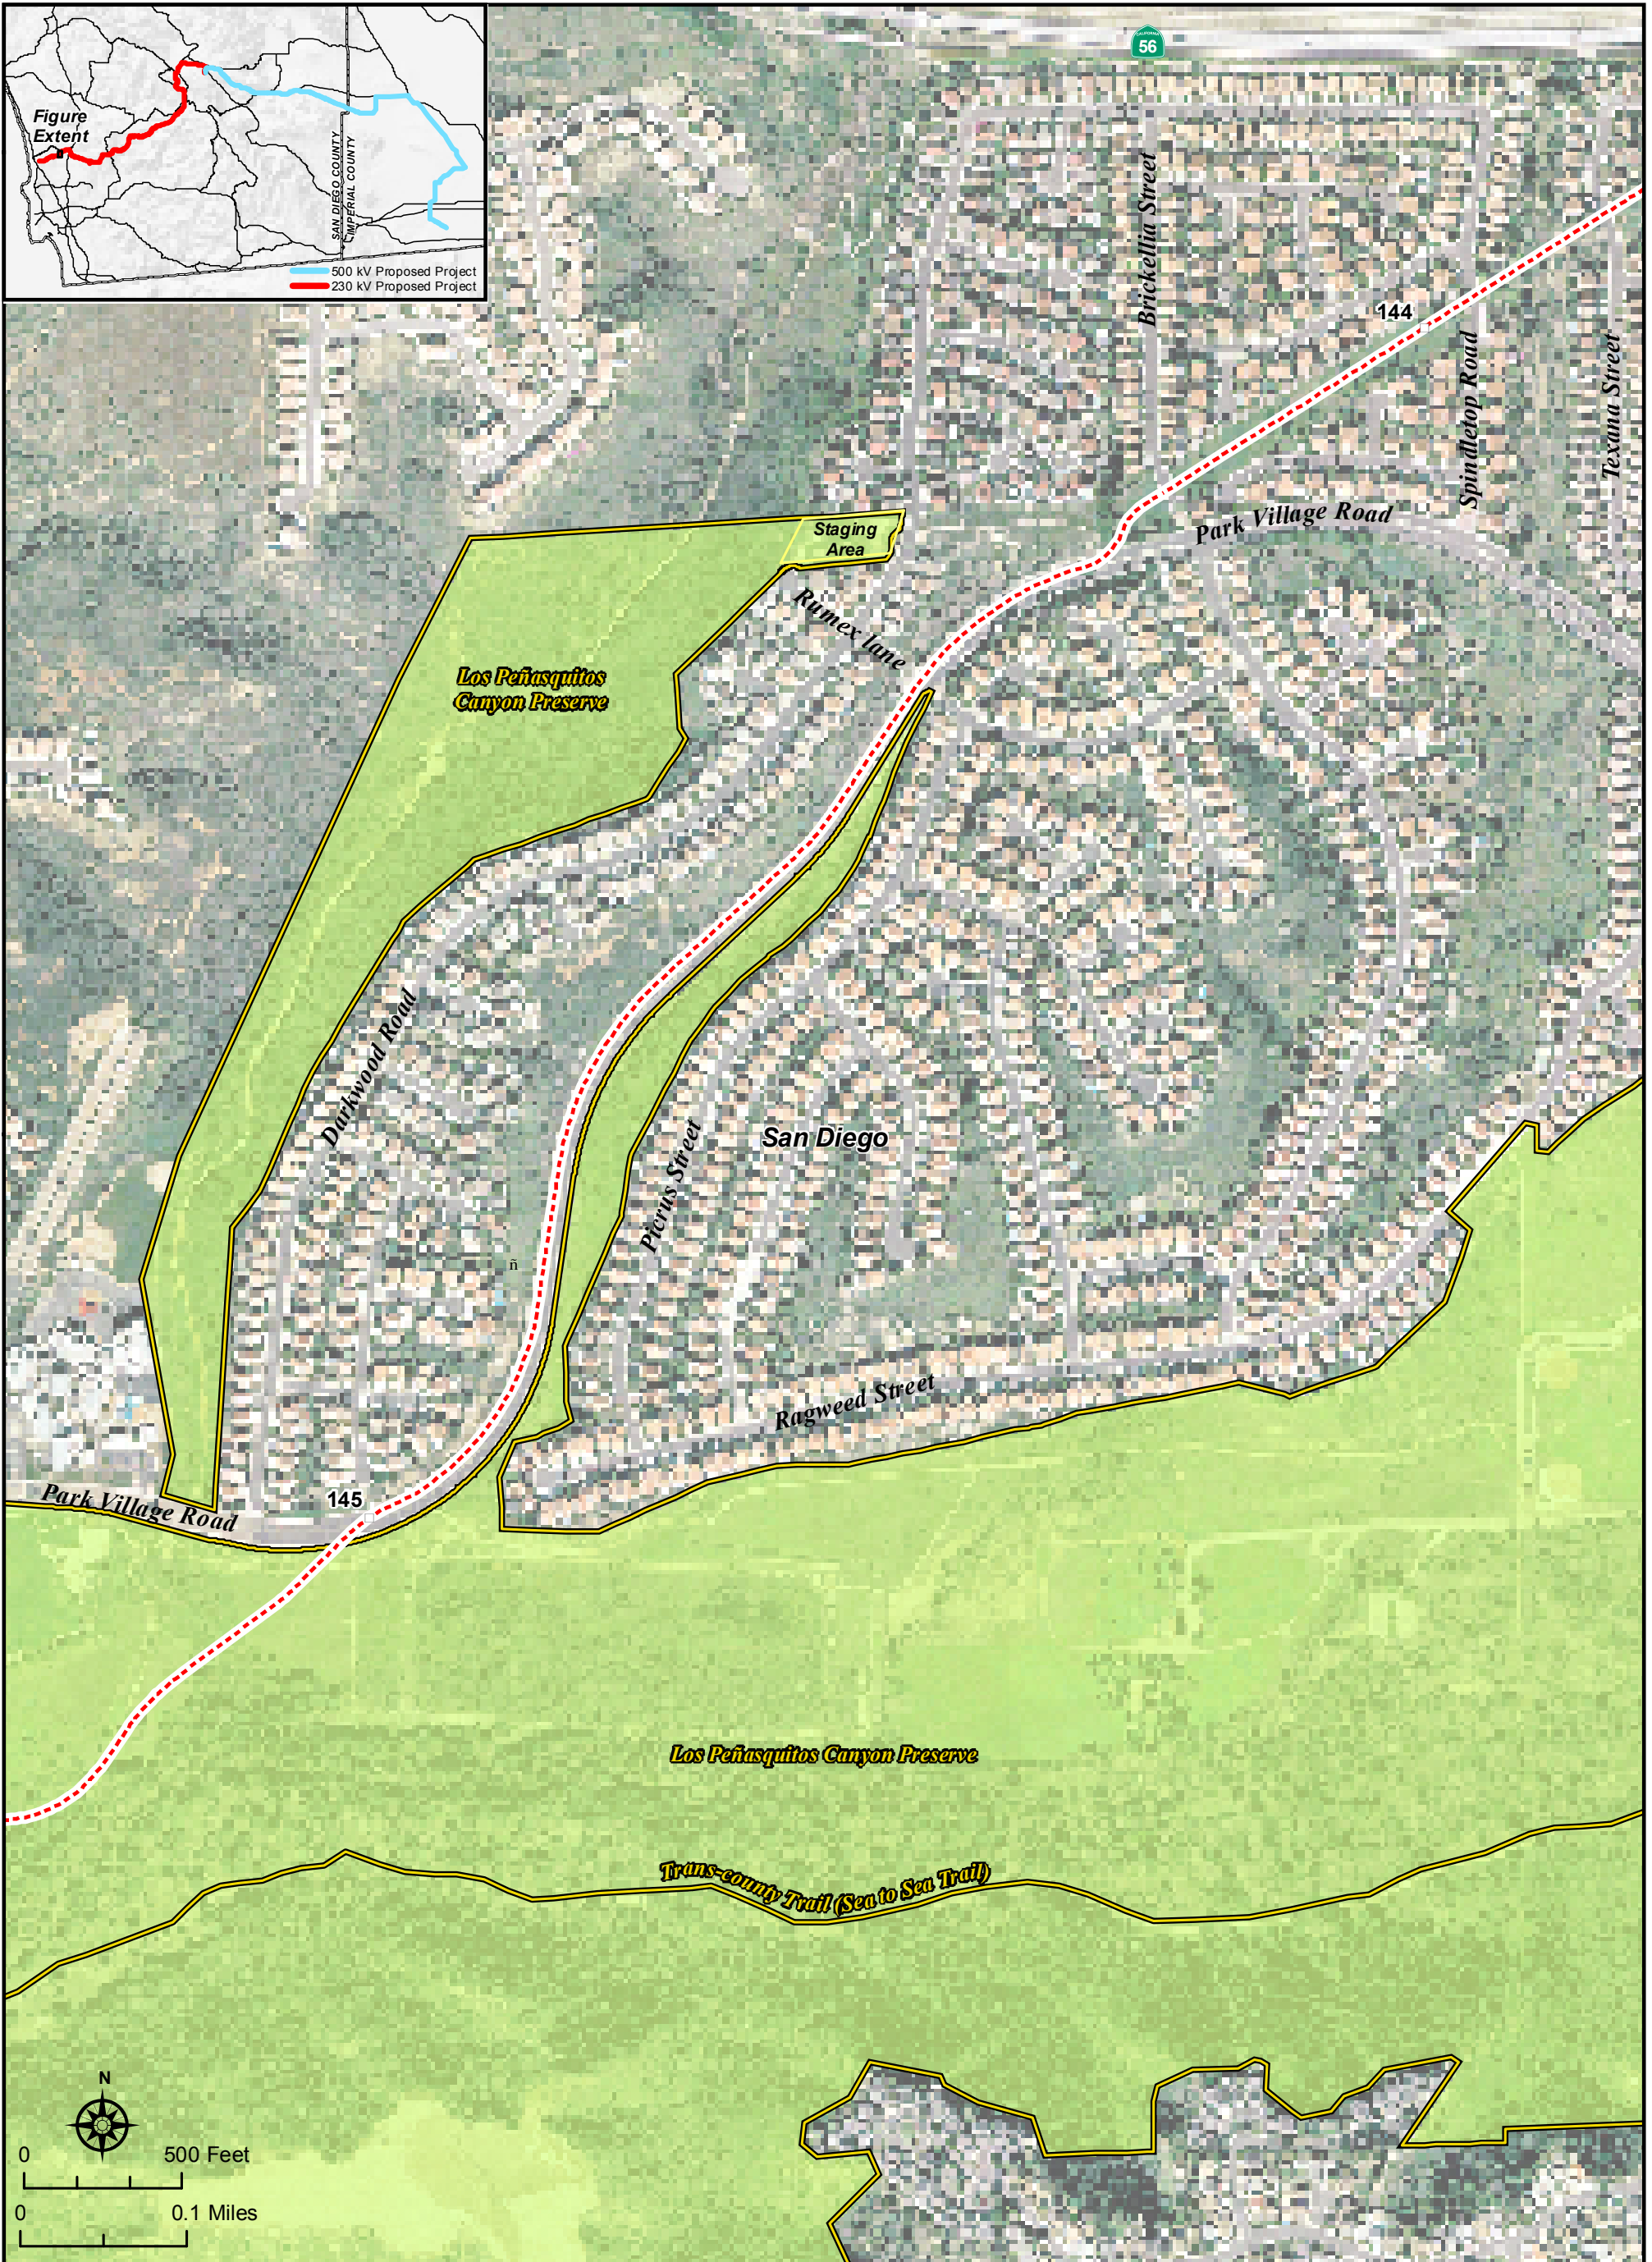 Figure
Extent
SAN DIEGO COUNTY
IMPERIAL COUNTY
500 kV Proposed Project
230 kV Proposed Project
CALIFORNIA
56
Brickellia Street
144
Spindletop Road
Texana Street
Park Village Road
Staging
Area
Rumex lane
Los Peñasquitos
Canyon Preserve
Darkwood Road
Picrus Street
San Diego
ñ
Ragweed Street
145
Park Village Road
Los Peñasquitos Canyon Preserve
Trans-county Trail (Sea to Sea Trail)
N
0 500 Feet
0 0.1 Miles